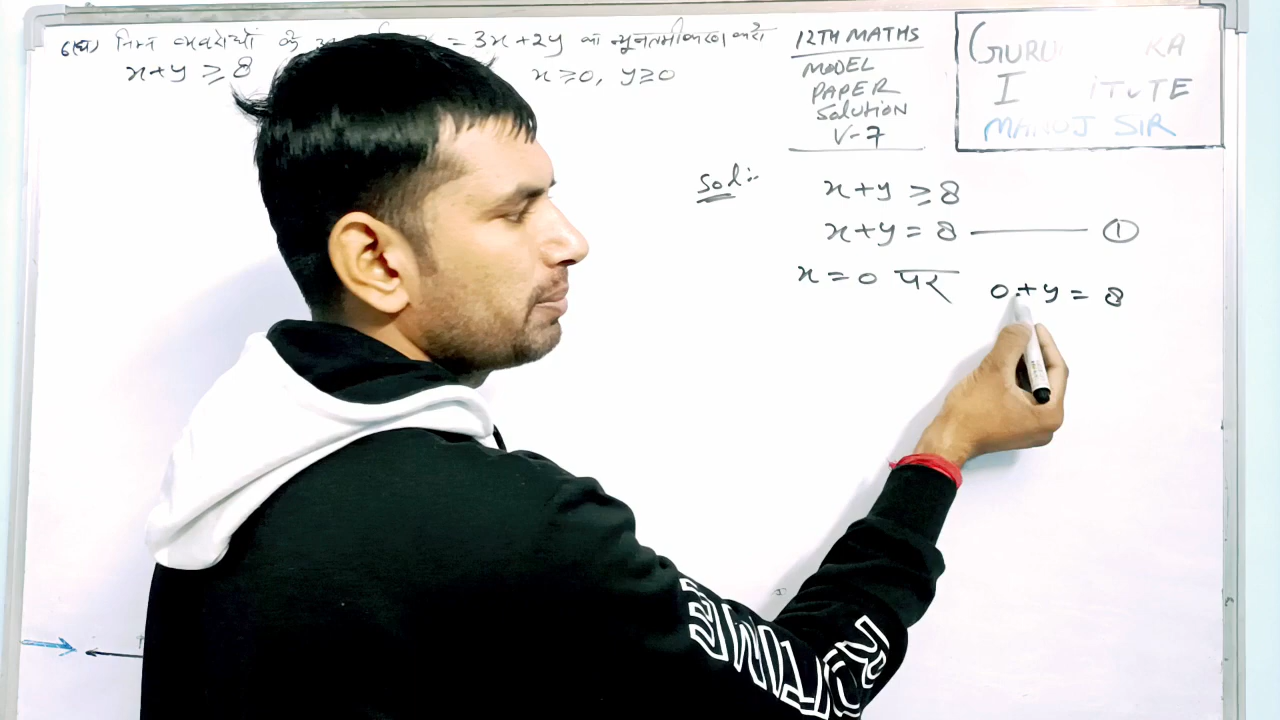 6(ब) निम्न व्यवरोधों के = 3x+2y का न्यूनतमीकरण करो
x+y ≥ 8 x≥0, y≥0
12TH MATHS
MODEL
PAPER
Solution
V-7
GURU KA
I ITUTE
MANOJ SIR
Sol:-
x+y ≥ 8
x+y = 8 ——— ①
x=0 पर 0+y = 8